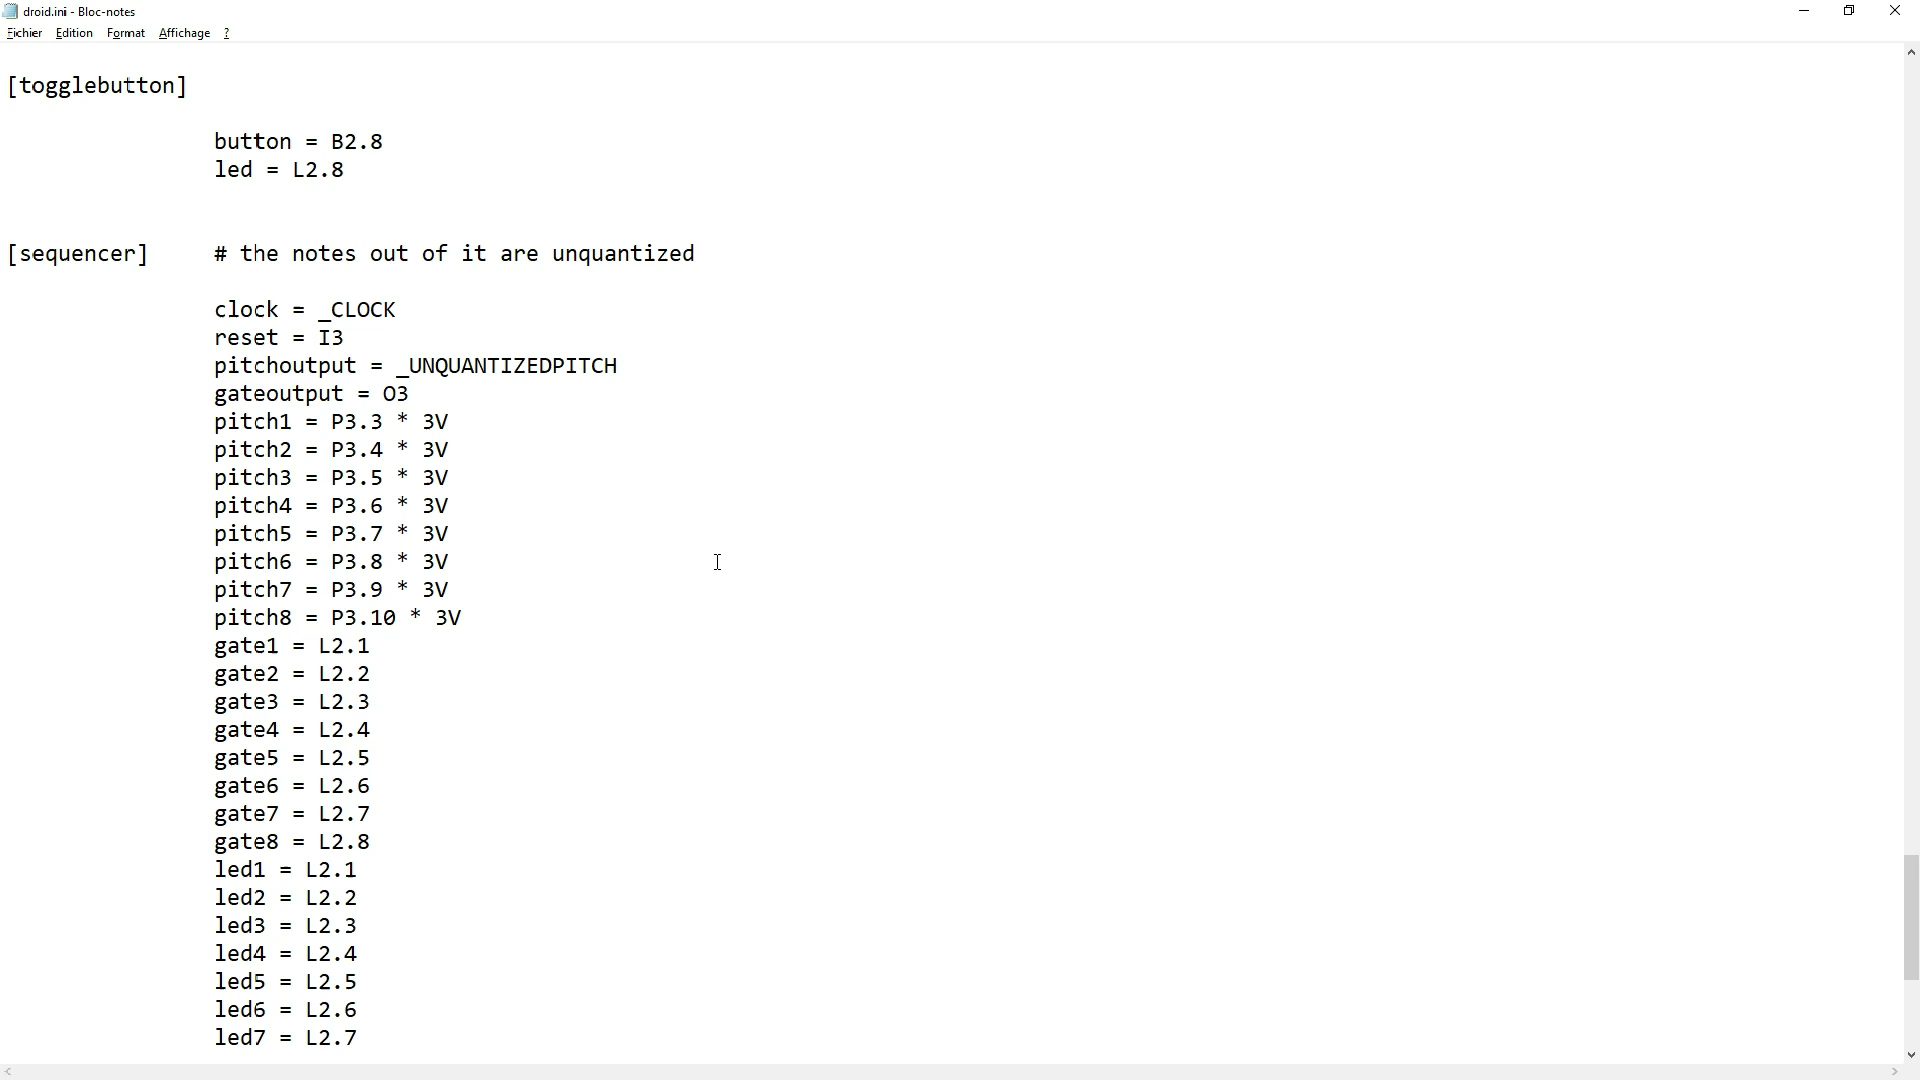 droid.ini - Bloc-notes
Fichier Edition Format Affichage ?
[togglebutton]
button = B2.8
led = L2.8
[sequencer] # the notes out of it are unquantized
clock = _CLOCK
reset = I3
pitchoutput = _UNQUANTIZEDPITCH
gateoutput = O3
pitch1 = P3.3 * 3V
pitch2 = P3.4 * 3V
pitch3 = P3.5 * 3V
pitch4 = P3.6 * 3V
pitch5 = P3.7 * 3V
pitch6 = P3.8 * 3V
pitch7 = P3.9 * 3V
pitch8 = P3.10 * 3V
gate1 = L2.1
gate2 = L2.2
gate3 = L2.3
gate4 = L2.4
gate5 = L2.5
gate6 = L2.6
gate7 = L2.7
gate8 = L2.8
led1 = L2.1
led2 = L2.2
led3 = L2.3
led4 = L2.4
led5 = L2.5
led6 = L2.6
led7 = L2.7